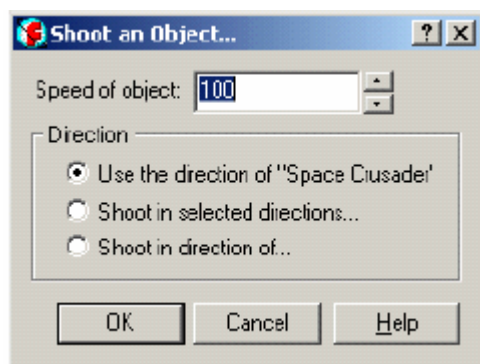 Shoot an Object...
Speed of object: 100
Direction
Use the direction of "Space Crusader"
Shoot in selected directions...
Shoot in direction of...
OK Cancel Help